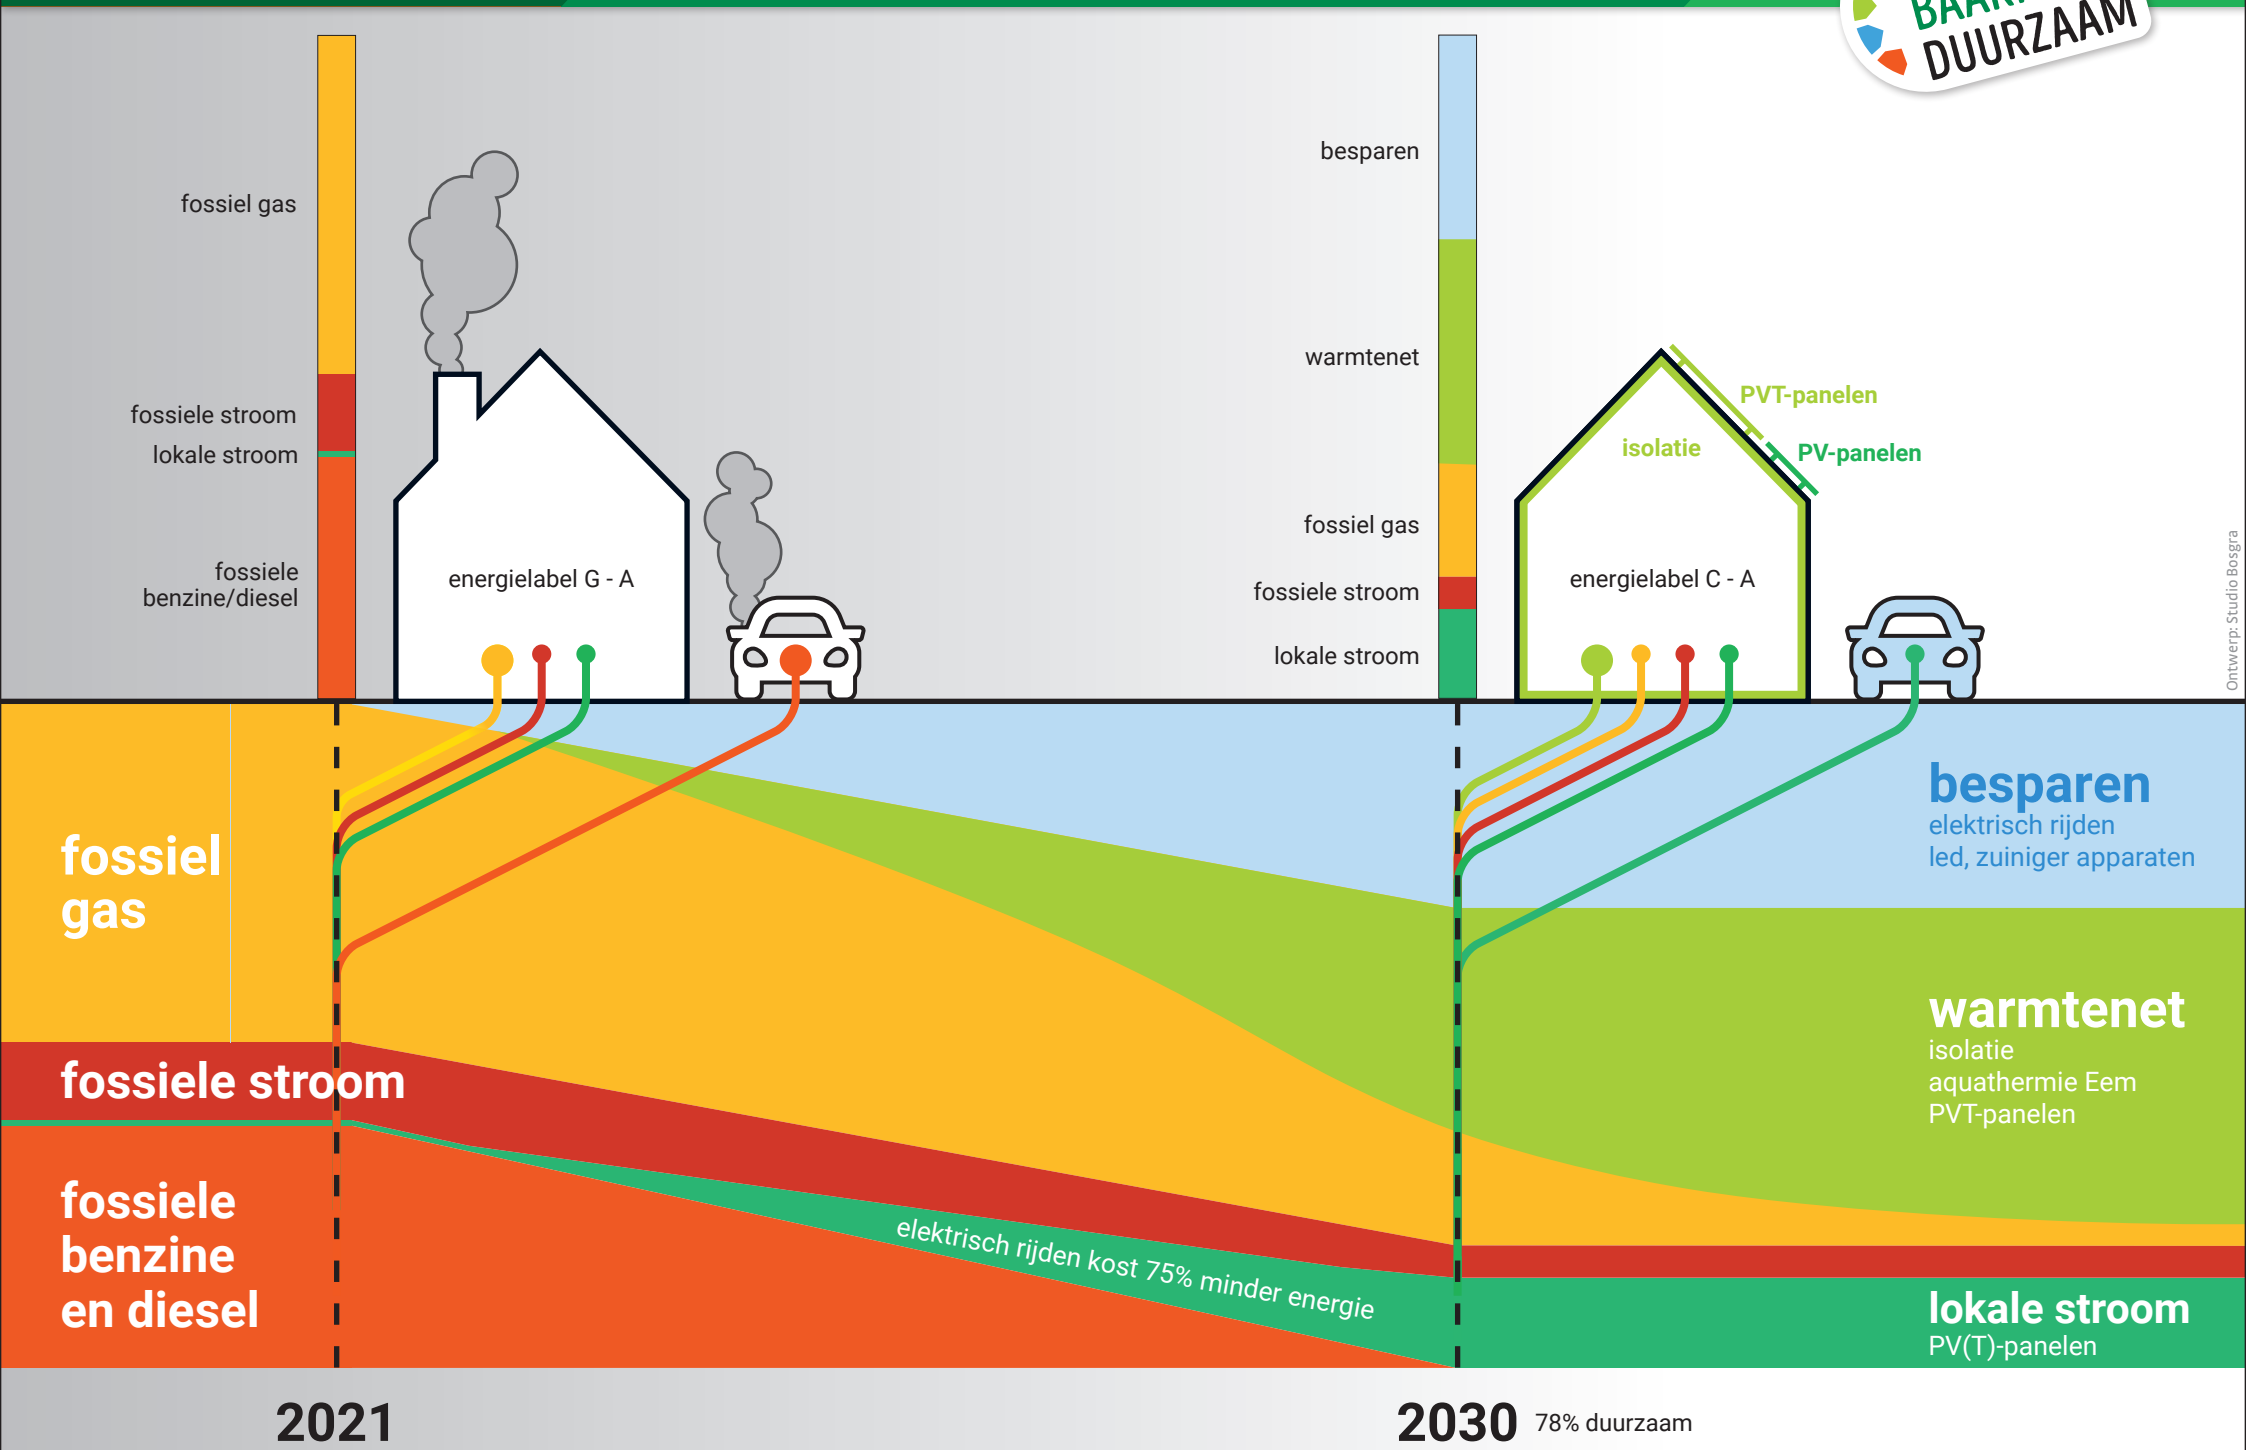 DUURZAAM
fossiel gas
fossiele stroom
lokale stroom
fossiele
benzine/diesel
energielabel G - A
besparen
warmtenet
fossiel gas
fossiele stroom
lokale stroom
PVT-panelen
PV-panelen
isolatie
energielabel C - A
Ontwerp: Studio Bosgra
fossiel
gas
fossiele stroom
fossiele
benzine
en diesel
elektrisch rijden kost 75% minder energie
besparen
elektrisch rijden
led, zuiniger apparaten
warmtenet
isolatie
aquathermie Eem
PVT-panelen
lokale stroom
PV(T)-panelen
2021
2030 78% duurzaam